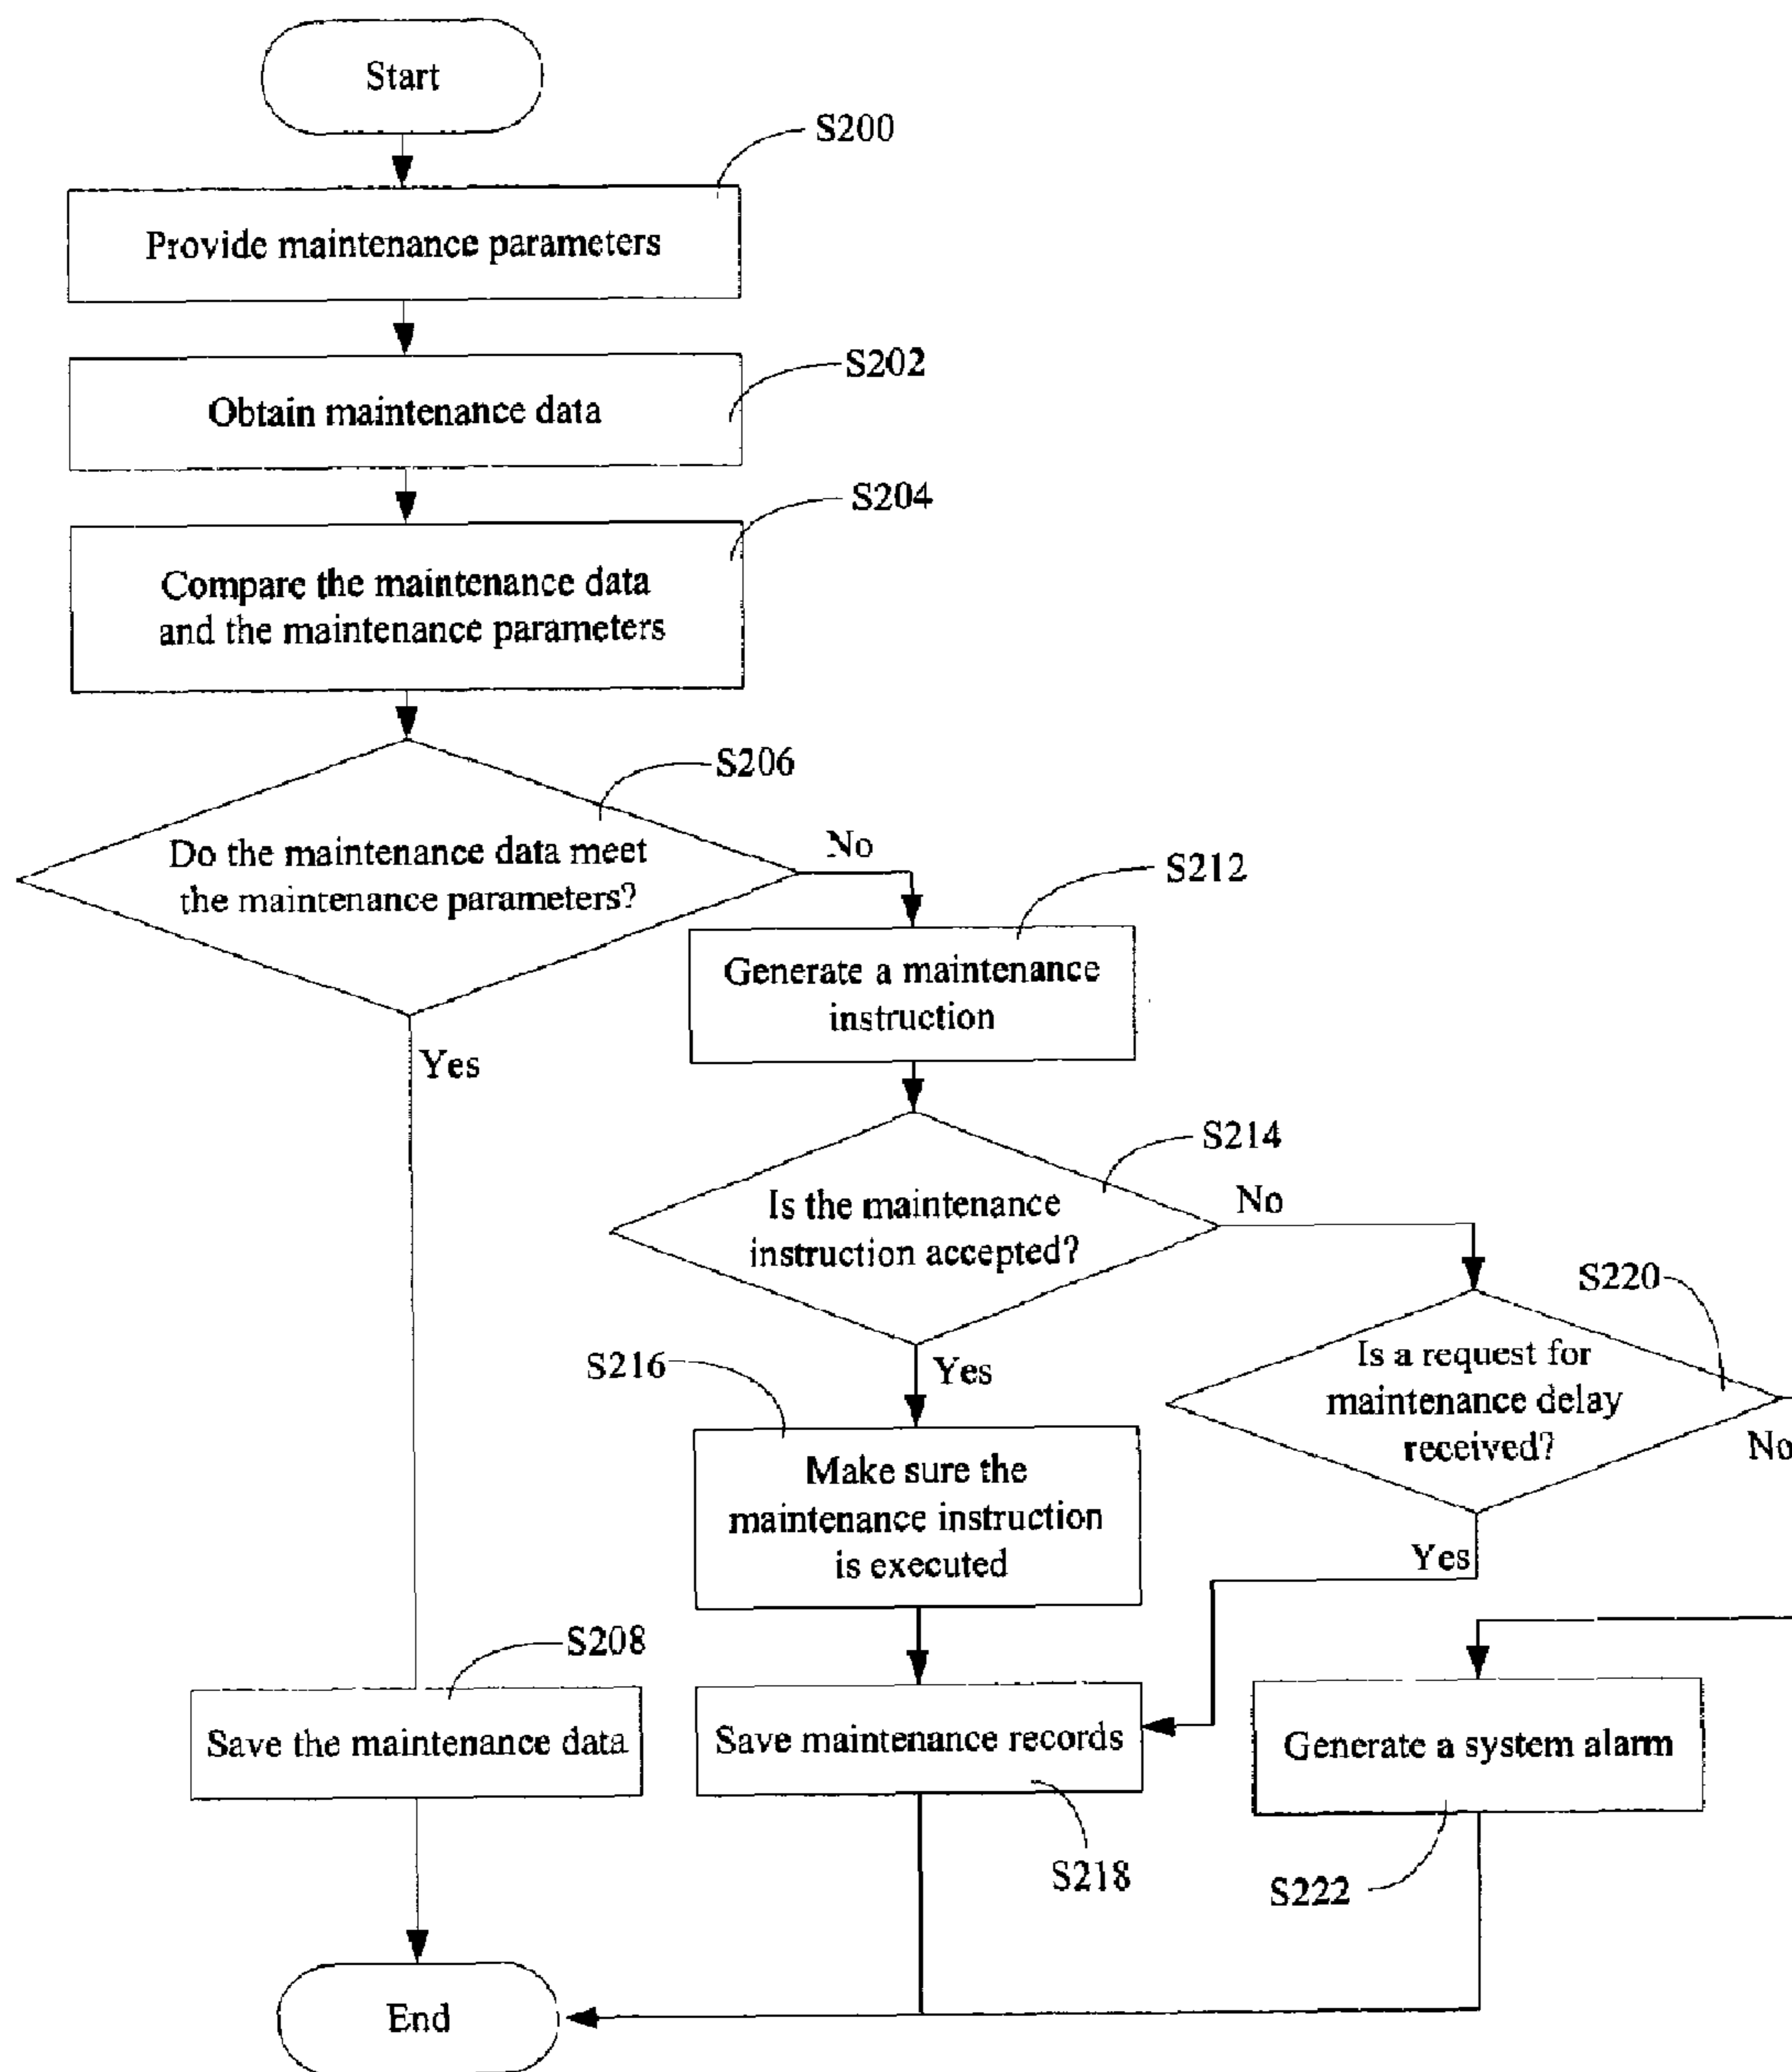 Start
S200
Provide maintenance parameters
S202
Obtain maintenance data
S204
Compare the maintenance data
and the maintenance parameters
S206
Do the maintenance data meet
the maintenance parameters?
No
Yes
S212
Generate a maintenance
instruction
S214
Is the maintenance
instruction accepted?
No
Yes
S220
Is a request for
maintenance delay
received?
No
Yes
S216
Make sure the
maintenance instruction
is executed
S208
Save the maintenance data
Save maintenance records
S218
Generate a system alarm
S222
End